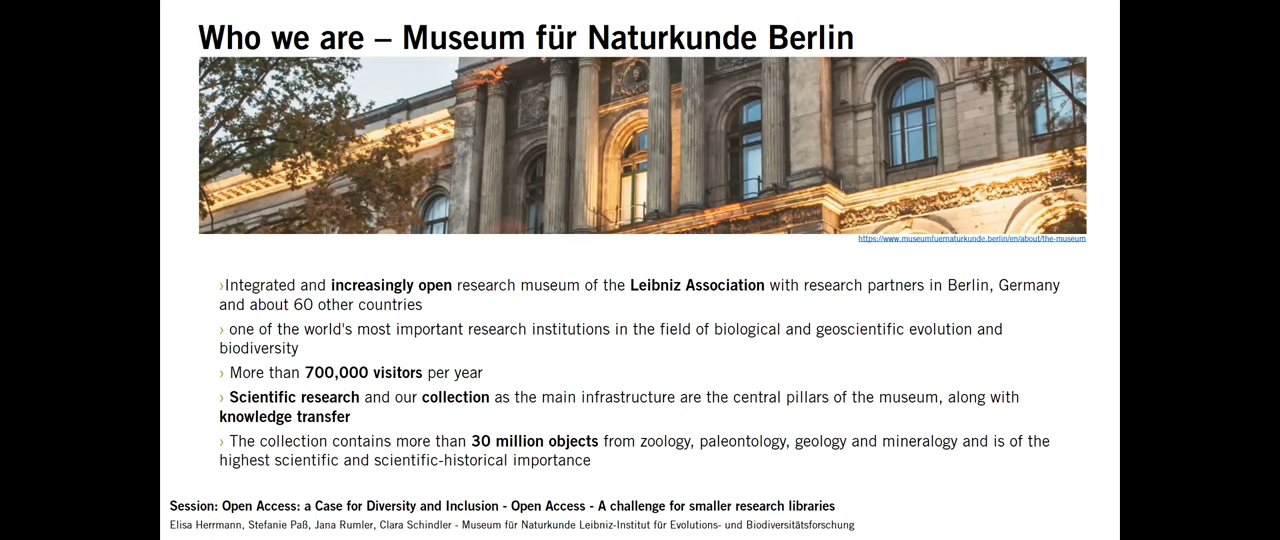 Who we are – Museum für Naturkunde Berlin
https://www.museumfuernaturkunde.berlin/en/about/the-museum
›Integrated and increasingly open research museum of the Leibniz Association with research partners in Berlin, Germany
and about 60 other countries
› one of the world's most important research institutions in the field of biological and geoscientific evolution and
biodiversity
› More than 700,000 visitors per year
› Scientific research and our collection as the main infrastructure are the central pillars of the museum, along with
knowledge transfer
› The collection contains more than 30 million objects from zoology, paleontology, geology and mineralogy and is of the
highest scientific and scientific-historical importance
Session: Open Access: a Case for Diversity and Inclusion - Open Access - A challenge for smaller research libraries
Elisa Herrmann, Stefanie Paß, Jana Rumler, Clara Schindler - Museum für Naturkunde Leibniz-Institut für Evolutions- und Biodiversitätsforschung